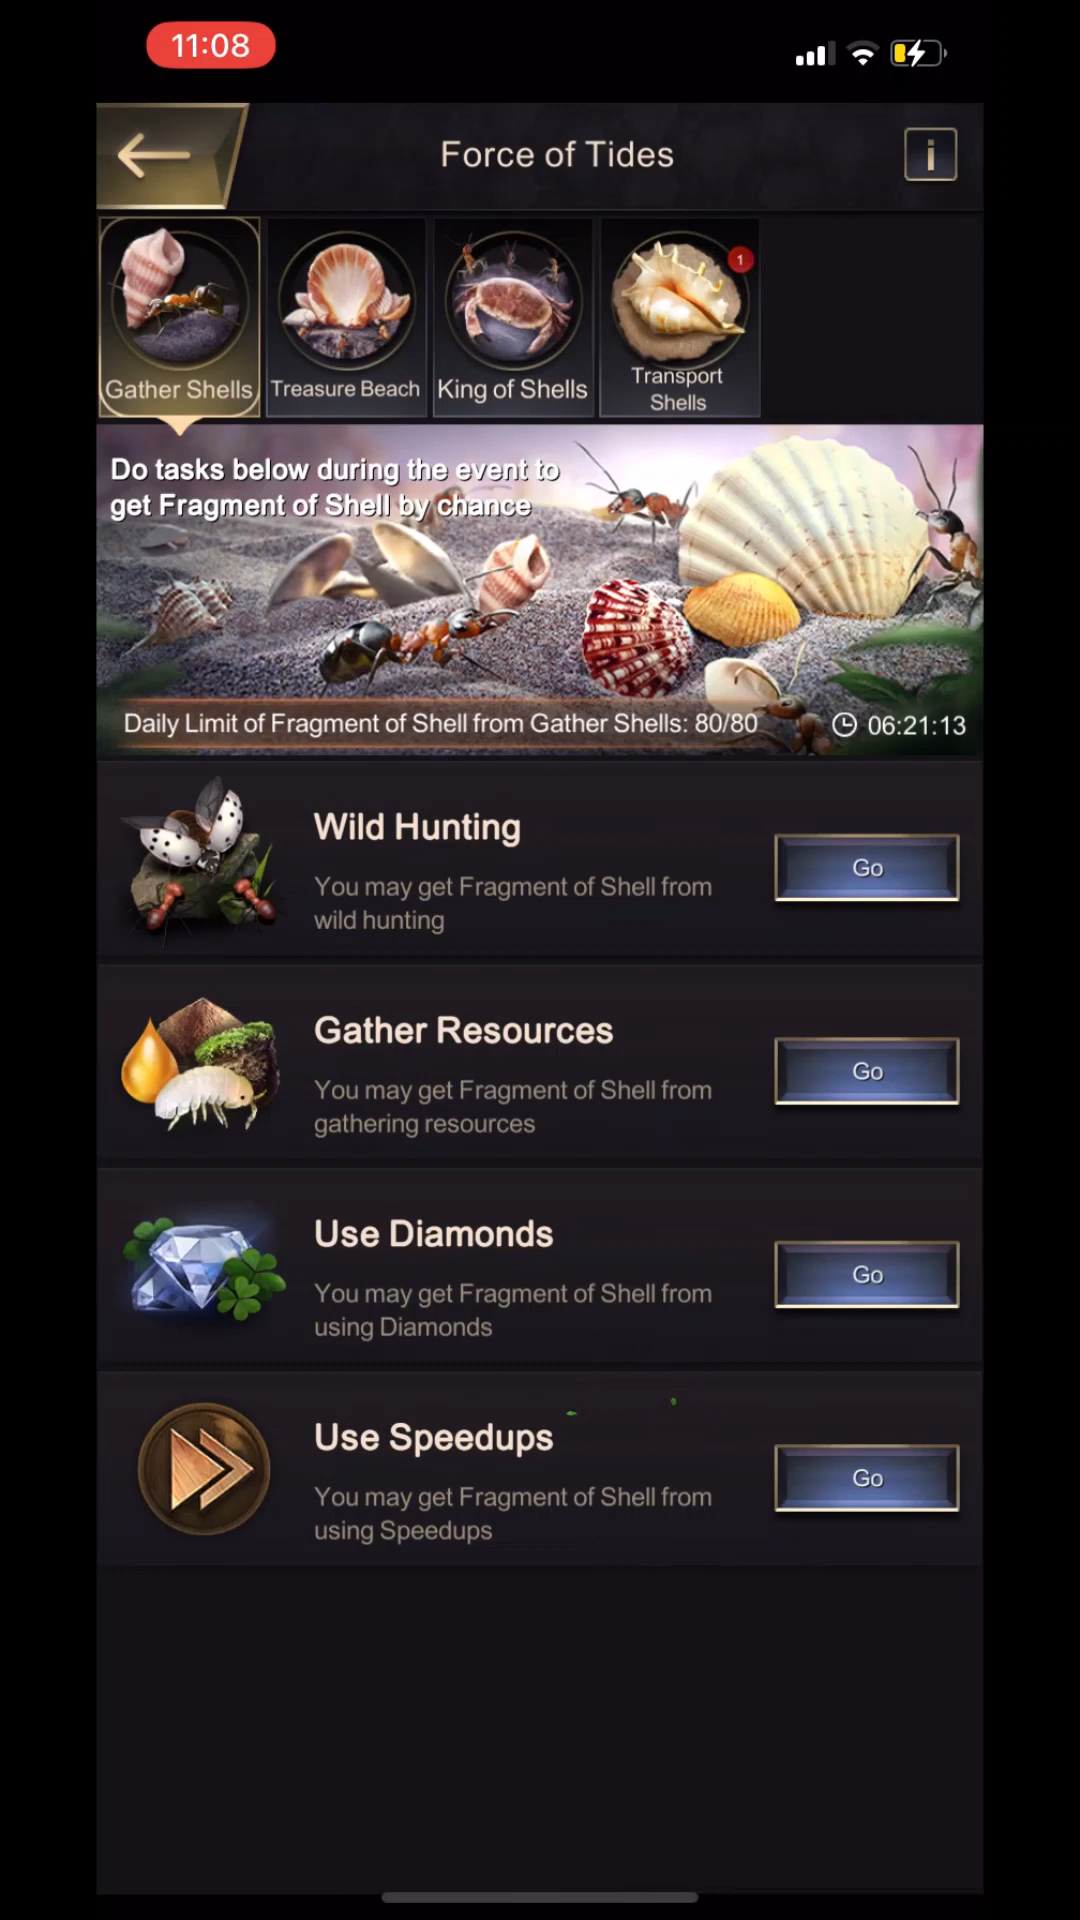 11:08
Force of Tides
i
1
Gather Shells
Treasure Beach
King of Shells
Transport
Shells
Do tasks below during the event to
get Fragment of Shell by chance
Daily Limit of Fragment of Shell from Gather Shells: 80/80
06:21:13
Wild Hunting
You may get Fragment of Shell from
wild hunting
Go
Gather Resources
You may get Fragment of Shell from
gathering resources
Go
Use Diamonds
You may get Fragment of Shell from
using Diamonds
Go
Use Speedups
You may get Fragment of Shell from
using Speedups
Go